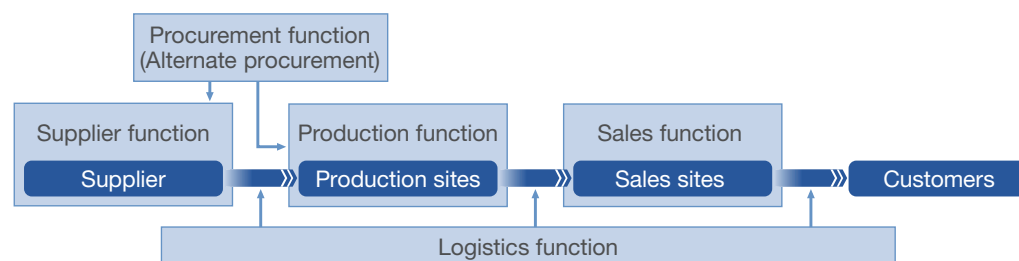 Procurement function
(Alternate procurement)
Supplier function
Production function
Sales function
Supplier
Production sites
Sales sites
Customers
Logistics function